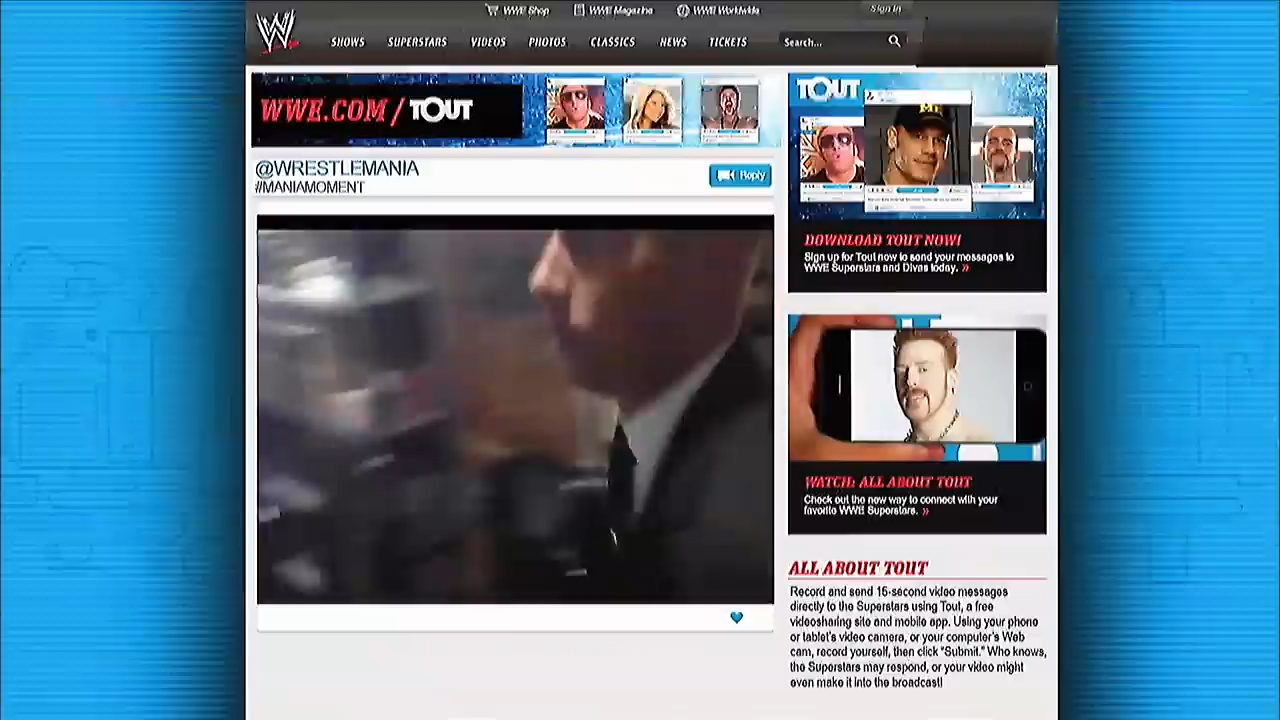 WWE Shop
WWE Magazine
WWE Worldwide
Sign In
W
SHOWS
SUPERSTARS
VIDEOS
PHOTOS
CLASSICS
NEWS
TICKETS
Search...
WWE.COM / TOUT
TOUT
@WRESTLEMANIA
#MANIAMOMENT
Reply
DOWNLOAD TOUT NOW!
Sign up for Tout now to send your messages to
WWE Superstars and Divas today. »
WATCH: ALL ABOUT TOUT
Check out the new way to connect with your
favorite WWE Superstars. »
ALL ABOUT TOUT
Record and send 15-second video messages
directly to the Superstars using Tout, a free
videosharing site and mobile app. Using your phone
or tablet's video camera, or your computer's Web
cam, record yourself, then click "Submit." Who knows,
the Superstars may respond, or your video might
even make it into the broadcast!